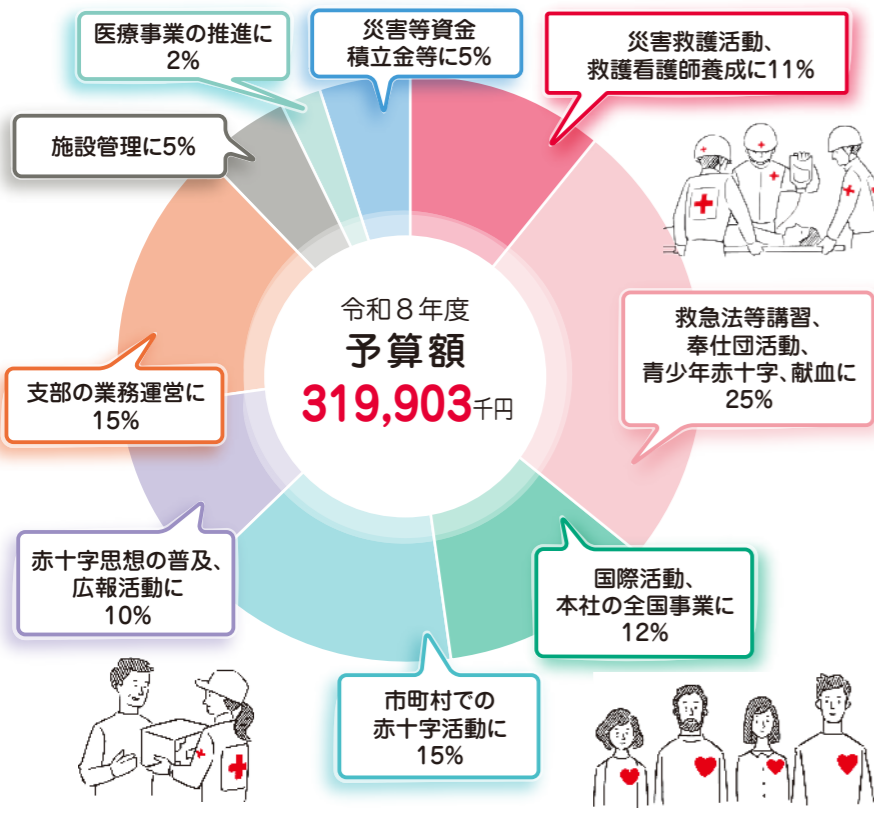 令和8年度
予算額
319,903千円
災害救護活動、
救護看護師養成に11%
救急法等講習、
奉仕団活動、
青少年赤十字、献血に
25%
国際活動、
本社の全国事業に
12%
市町村での
赤十字活動に
15%
赤十字思想の普及、
広報活動に
10%
支部の業務運営に
15%
施設管理に5%
医療事業の推進に
2%
災害等資金
積立金等に5%